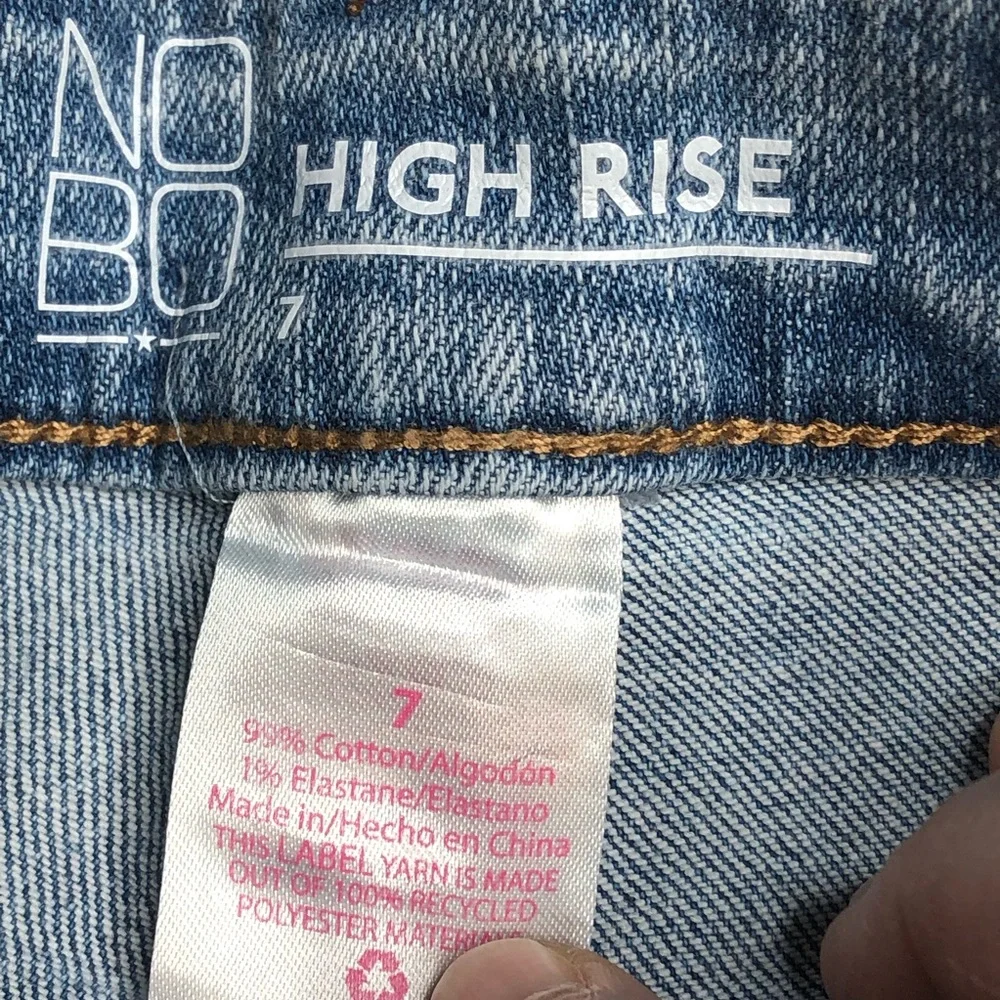 NO
BO
HIGH RISE
7
7
99% Cotton/Algodón
1% Elastane/Elastano
Made in/Hecho en China
THIS LABEL YARN IS MADE
OUT OF 100% RECYCLED
POLYESTER